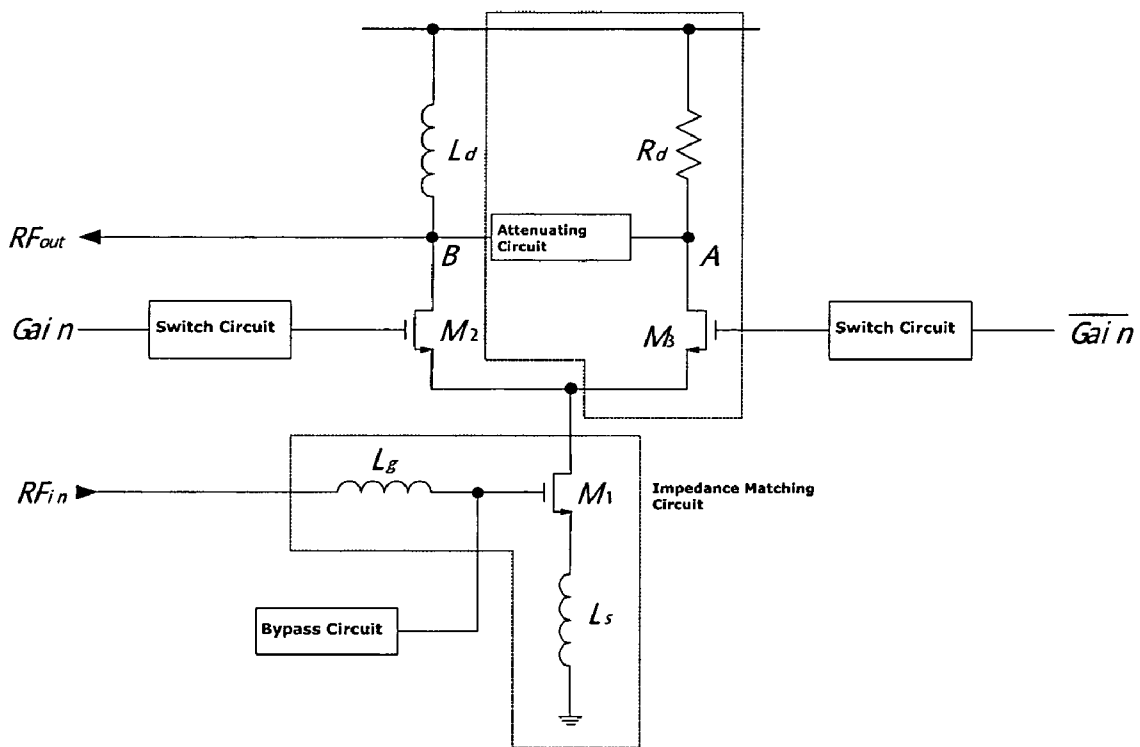 Ld
Rd
RFout
B
Attenuating
Circuit
A
Gain
Switch Circuit
M2
M3
Switch Circuit
Gain
Lg
RFin
M1
Impedance Matching
Circuit
Ls
Bypass Circuit